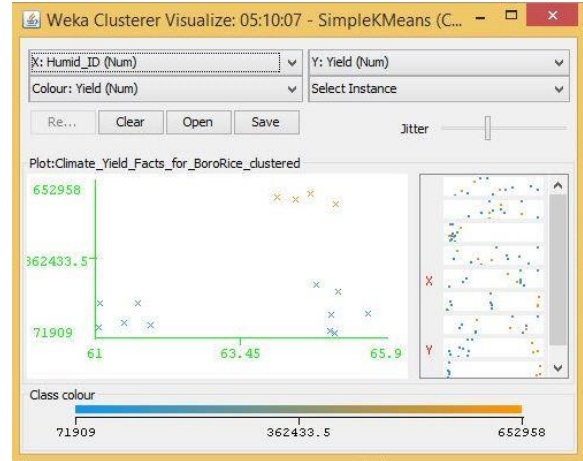 Weka Clusterer Visualize: 05:10:07 - SimpleKMeans (C...
X: Humid_ID (Num) Y: Yield (Num)
Colour: Yield (Num) Select Instance
Re... Clear Open Save Jitter
Plot:Climate_Yield_Facts_for_BoroRice_clustered
652958
362433.5
X
71909
Y
61 63.45 65.9
Class colour
71909 362433.5 652958